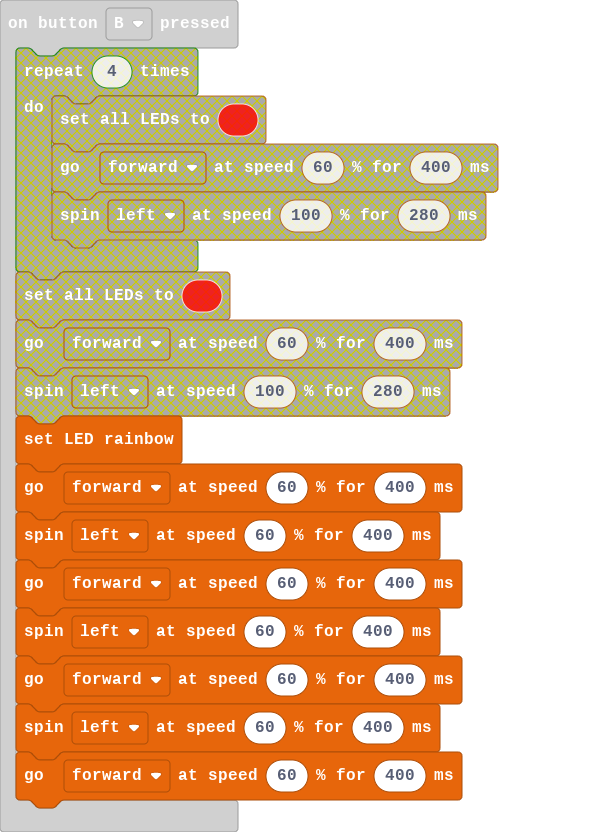 on button B pressed
repeat 4 times
do
set all LEDs to
go forward at speed 60 % for 400 ms
spin left at speed 100 % for 280 ms
set all LEDs to
go forward at speed 60 % for 400 ms
spin left at speed 100 % for 280 ms
set LED rainbow
go forward at speed 60 % for 400 ms
spin left at speed 60 % for 400 ms
go forward at speed 60 % for 400 ms
spin left at speed 60 % for 400 ms
go forward at speed 60 % for 400 ms
spin left at speed 60 % for 400 ms
go forward at speed 60 % for 400 ms